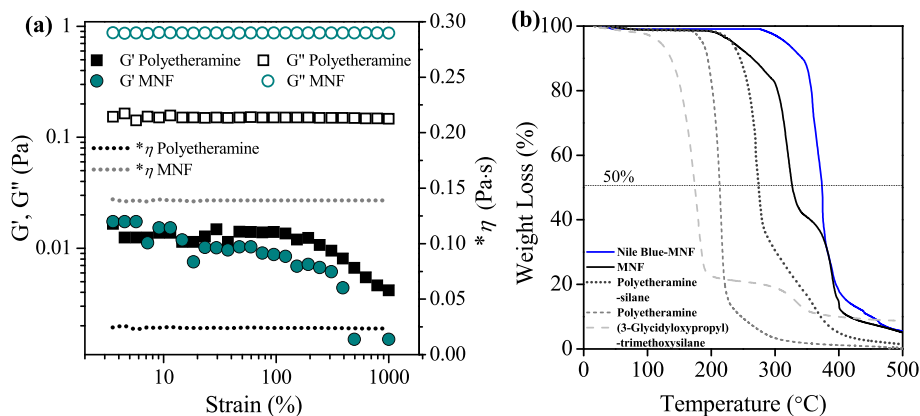 (a)
1
0.1
0.01
G', G'' (Pa)
G' Polyetheramine
G'' Polyetheramine
G' MNF
G'' MNF
*η Polyetheramine
*η MNF
0.30
0.25
0.20
0.15
0.10
0.05
0.00
*η (Pa·s)
10
100
1000
Strain (%)
(b)
100
80
60
40
20
0
Weight Loss (%)
50%
Nile Blue-MNF
MNF
Polyetheramine
-silane
Polyetheramine
(3-Glycidyloxypropyl)
-trimethoxysilane
0
100
200
300
400
500
Temperature (°C)